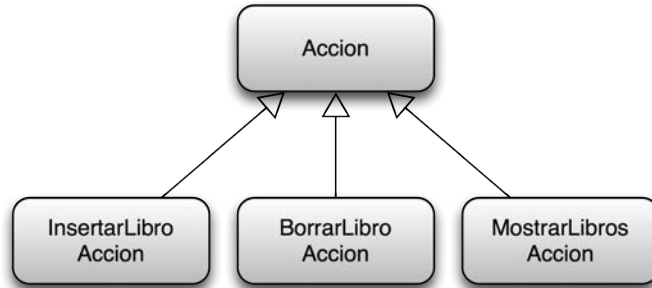 Accion
InsertarLibro
Accion
BorrarLibro
Accion
MostrarLibros
Accion